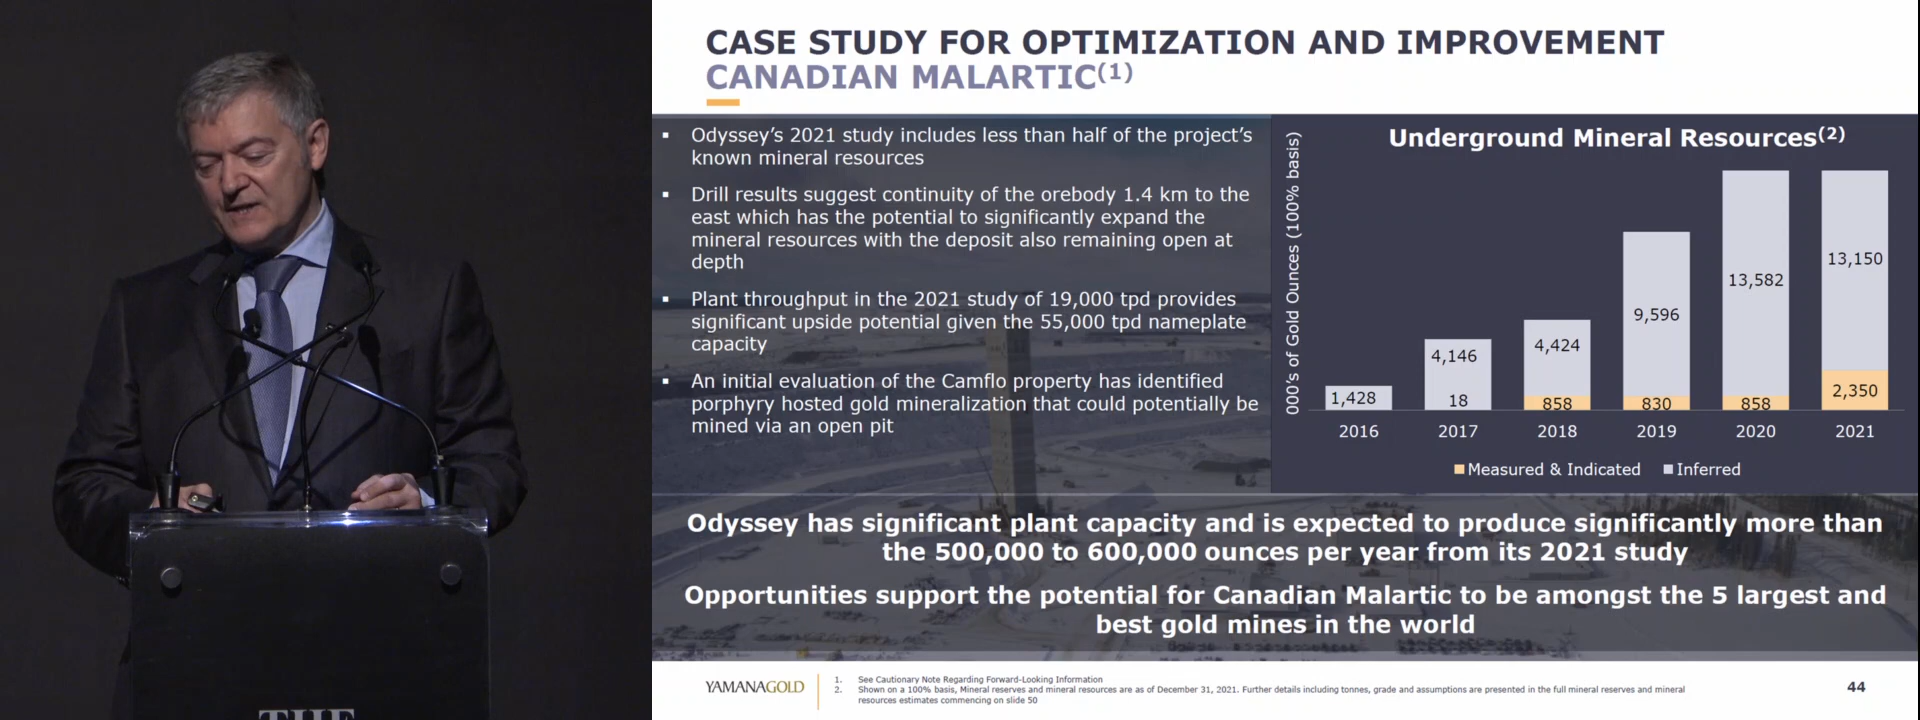 CASE STUDY FOR OPTIMIZATION AND IMPROVEMENT
CANADIAN MALARTIC(1)
▪ Odyssey's 2021 study includes less than half of the project's
known mineral resources
▪ Drill results suggest continuity of the orebody 1.4 km to the
east which has the potential to significantly expand the
mineral resources with the deposit also remaining open at
depth
▪ Plant throughput in the 2021 study of 19,000 tpd provides
significant upside potential given the 55,000 tpd nameplate
capacity
▪ An initial evaluation of the Camflo property has identified
porphyry hosted gold mineralization that could potentially be
mined via an open pit
Underground Mineral Resources(2)
000's of Gold Ounces (100% basis)
1,428
4,146
18
4,424
858
9,596
830
13,582
858
13,150
2,350
2016 2017 2018 2019 2020 2021
Measured & Indicated Inferred
Odyssey has significant plant capacity and is expected to produce significantly more than
the 500,000 to 600,000 ounces per year from its 2021 study
Opportunities support the potential for Canadian Malartic to be amongst the 5 largest and
best gold mines in the world
YAMANAGOLD
1. See Cautionary Note Regarding Forward-Looking Information
2. Shown on a 100% basis, Mineral reserves and mineral resources are as of December 31, 2021. Further details including tonnes, grade and assumptions are presented in the full mineral reserves and mineral
resources estimates commencing on slide 50
44
THE